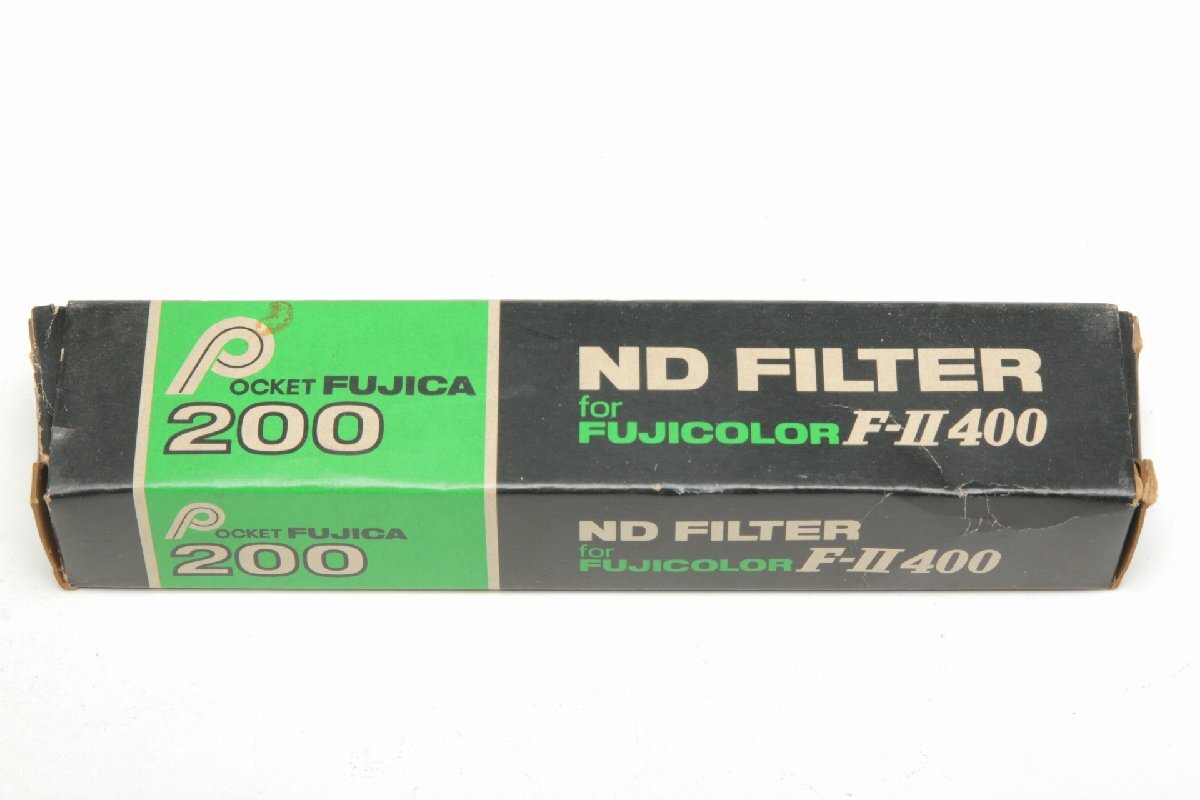 POCKET FUJICA
200
ND FILTER
for
FUJICOLOR F-II 400
POCKET FUJICA
200
ND FILTER
for
FUJICOLOR F-II 400